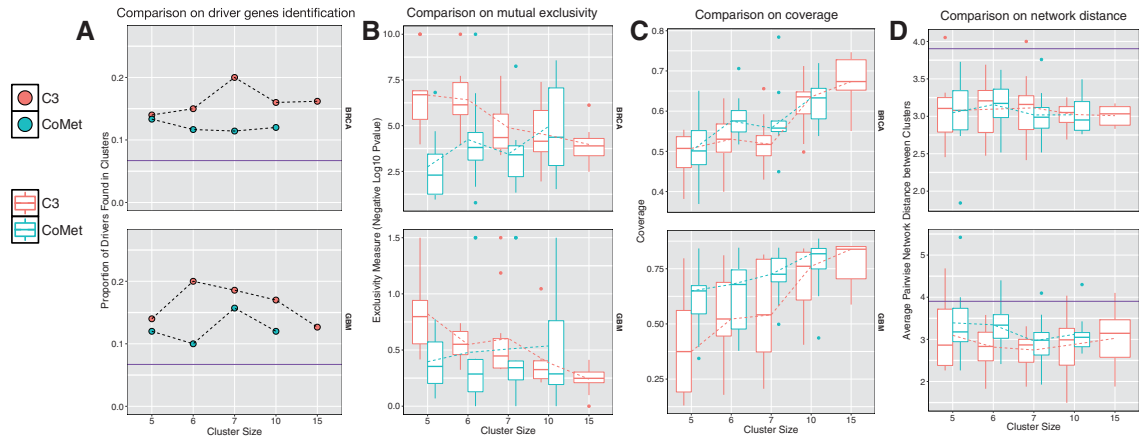 A
Comparison on driver genes identification
B
Comparison on mutual exclusivity
C
Comparison on coverage
D
Comparison on network distance
C3
CoMet
C3
CoMet
Proportion of Drivers Found in Clusters
0.2
0.1
0.0
BRCA
0.2
0.1
0.0
GBM
5 6 7 10 15
Cluster Size
Exclusivity Measure (Negative Log10 Pvalue)
10.0
7.5
5.0
2.5
BRCA
1.5
1.0
0.5
0.0
GBM
5 6 7 10 15
Cluster Size
Coverage
0.8
0.7
0.6
0.5
0.4
BRCA
0.75
0.50
0.25
GBM
5 6 7 10 15
Cluster Size
Average Pairwise Network Distance between Clusters
4.0
3.5
3.0
2.5
2.0
BRCA
5
4
3
2
GBM
5 6 7 10 15
Cluster Size